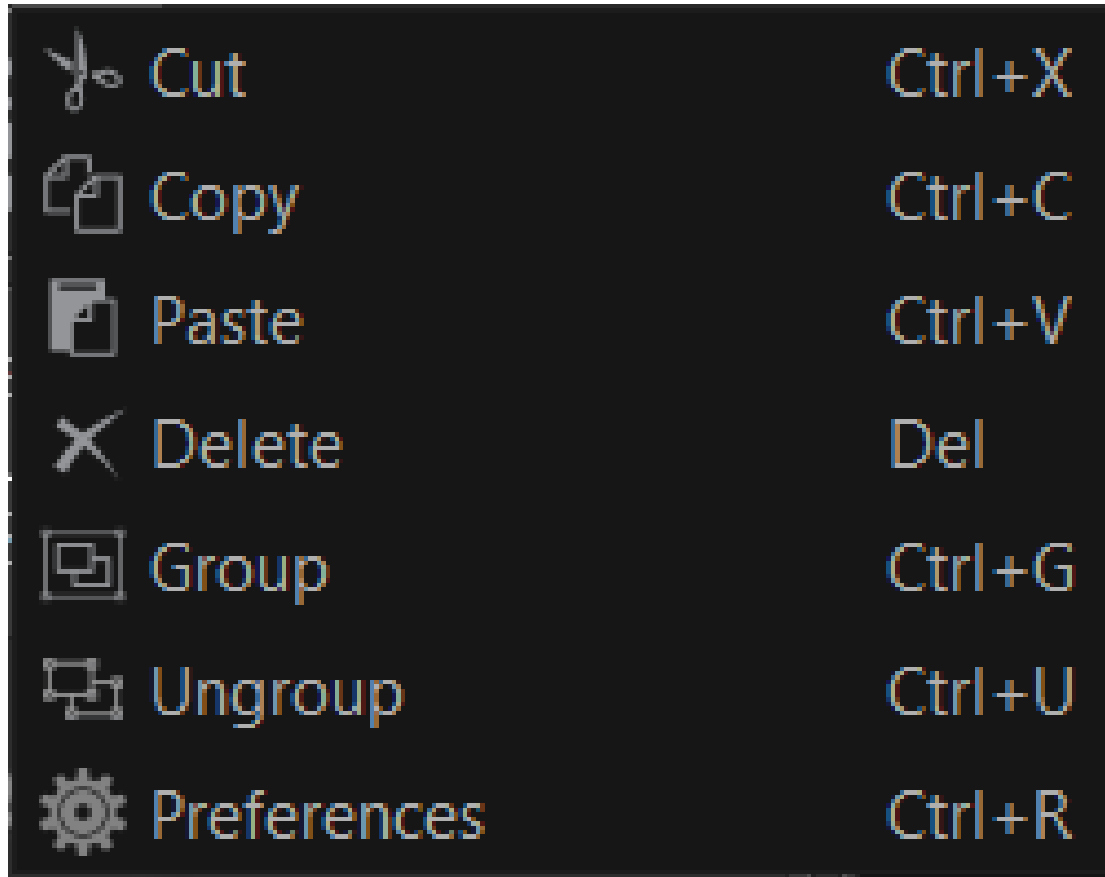 Cut Ctrl+X
Copy Ctrl+C
Paste Ctrl+V
Delete Del
Group Ctrl+G
Ungroup Ctrl+U
Preferences Ctrl+R